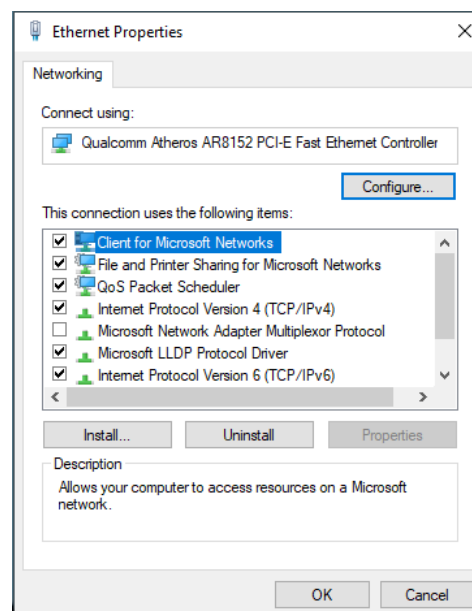 Ethernet Properties
Networking
Connect using:
Qualcomm Atheros AR8152 PCI-E Fast Ethernet Controller
Configure...
This connection uses the following items:
Client for Microsoft Networks
File and Printer Sharing for Microsoft Networks
QoS Packet Scheduler
Internet Protocol Version 4 (TCP/IPv4)
Microsoft Network Adapter Multiplexor Protocol
Microsoft LLDP Protocol Driver
Internet Protocol Version 6 (TCP/IPv6)
Install... Uninstall Properties
Description
Allows your computer to access resources on a Microsoft
network.
OK Cancel